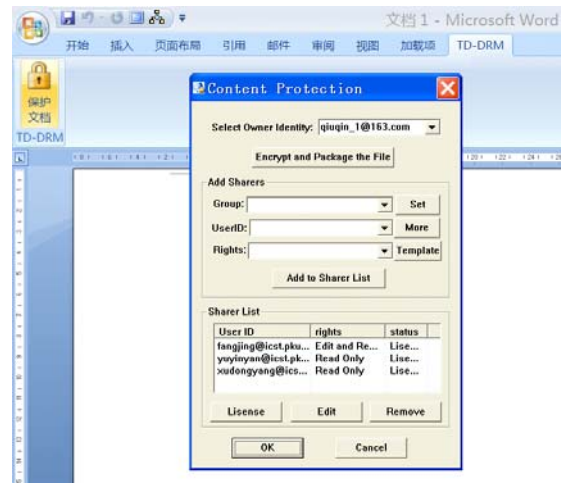 文档 1 - Microsoft Word
开始 插入 页面布局 引用 邮件 审阅 视图 加载项 TD-DRM
保护
文档
TD-DRM
Content Protection
Select Owner Identity: qiuqin_1@163.com
Encrypt and Package the File
Add Sharers
Group: Set
UserID: More
Rights: Template
Add to Sharer List
Sharer List
User ID rights status
fangjing@icst.pku... Edit and Re... Lise...
yuyinyan@icst.pk... Read Only Lise...
xudongyang@ics... Read Only Lise...
Lisense Edit Remove
OK Cancel